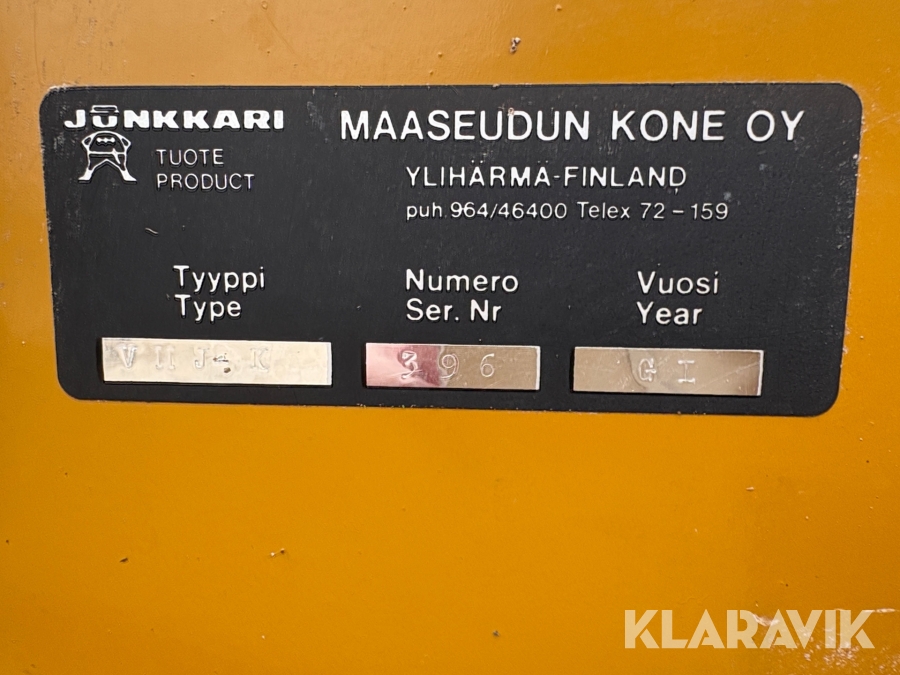 JUNKKARI
TUOTE
PRODUCT
MAASEUDUN KONE OY
YLIHÄRMÄ-FINLAND
puh. 964/46400 Telex 72-159
Tyyppi
Type
Numero
Ser. Nr
Vuosi
Year
396
GI
KLARAVIK